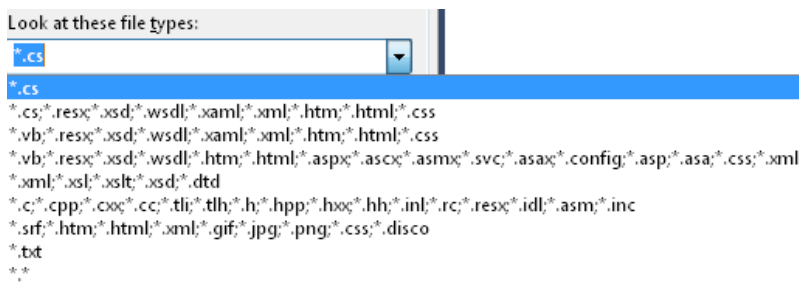 Look at these file types:
*.cs
*.cs
*.cs;*.resx;*.xsd;*.wsdl;*.xaml;*.xml;*.htm;*.html;*.css
*.vb;*.resx;*.xsd;*.wsdl;*.xaml;*.xml;*.htm;*.html;*.css
*.vb;*.resx;*.xsd;*.wsdl;*.htm;*.html;*.aspx;*.ascx;*.asmx;*.svc;*.asax;*.config;*.asp;*.asa;*.css;*.xml
*.xml;*.xsl;*.xslt;*.xsd;*.dtd
*.c;*.cpp;*.cxx;*.cc;*.tli;*.tlh;*.h;*.hpp;*.hxx;*.hh;*.inl;*.rc;*.resx;*.idl;*.asm;*.inc
*.srf;*.htm;*.html;*.xml;*.gif;*.jpg;*.png;*.css;*.disco
*.txt
*.*